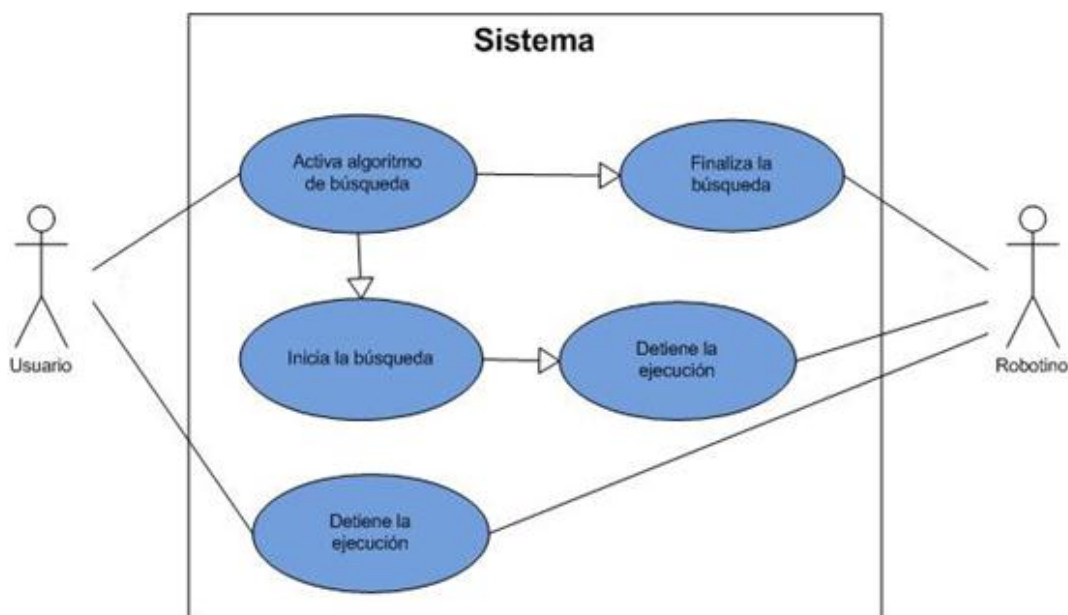 Sistema
Activa algoritmo
de búsqueda
Finaliza la
búsqueda
Usuario
Inicia la búsqueda
Detiene la
ejecución
Robotino
Detiene la
ejecución